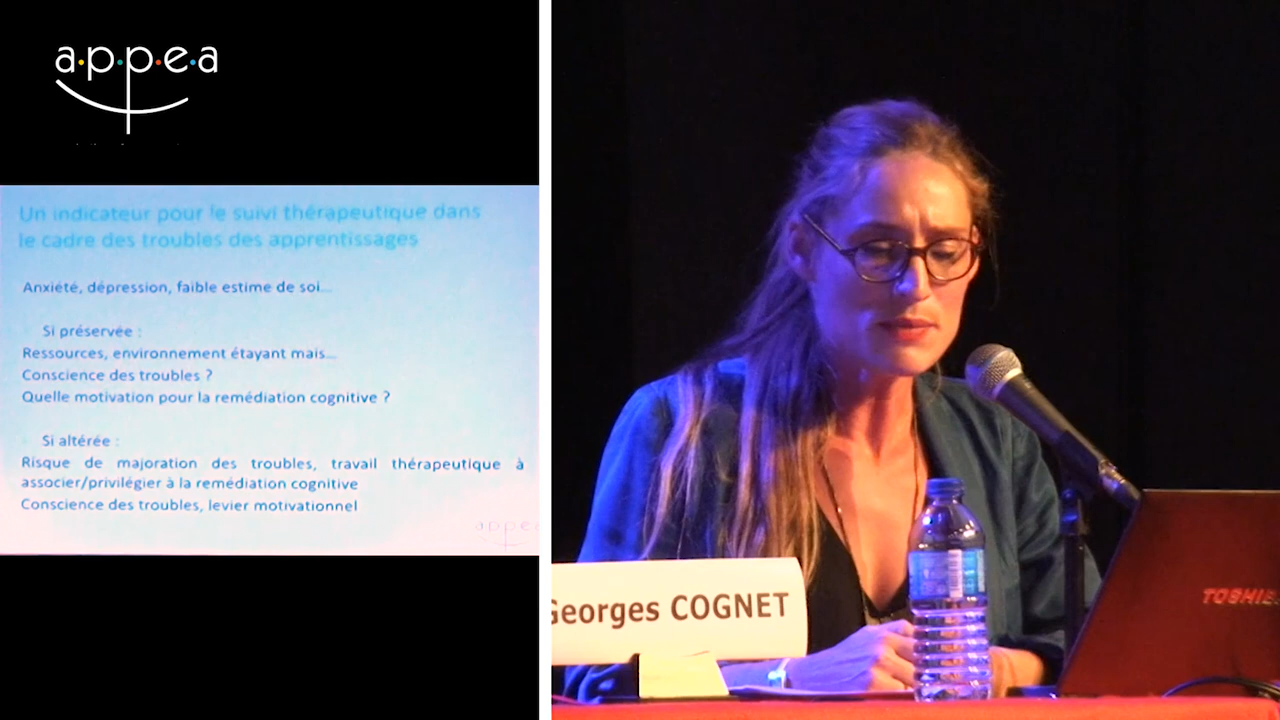 a·p·p·e·a
Un indicateur pour le suivi thérapeutique dans
le cadre des troubles des apprentissages
Anxiété, dépression, faible estime de soi...
Si préservée :
Ressources, environnement étayant mais...
Conscience des troubles ?
Quelle motivation pour la remédiation cognitive ?
Si altérée :
Risque de majoration des troubles, travail thérapeutique à
associer/privilégier à la remédiation cognitive
Conscience des troubles, levier motivationnel
appe
Georges COGNET
TOSHIB